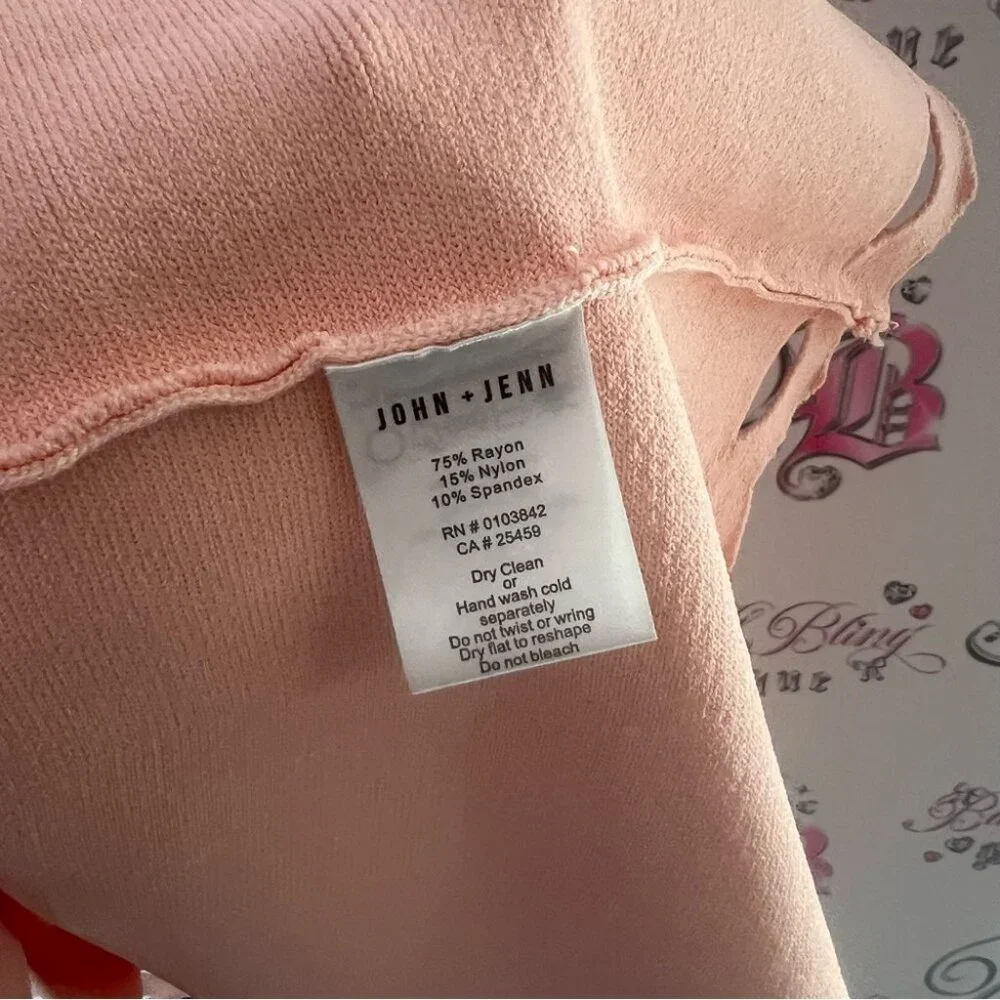 JOHN + JENN
75% Rayon
15% Nylon
10% Spandex
RN # 0103842
CA # 25459
Dry Clean
or
Hand wash cold
separately
Do not twist or wring
Dry flat to reshape
Do not bleach
B
Bling